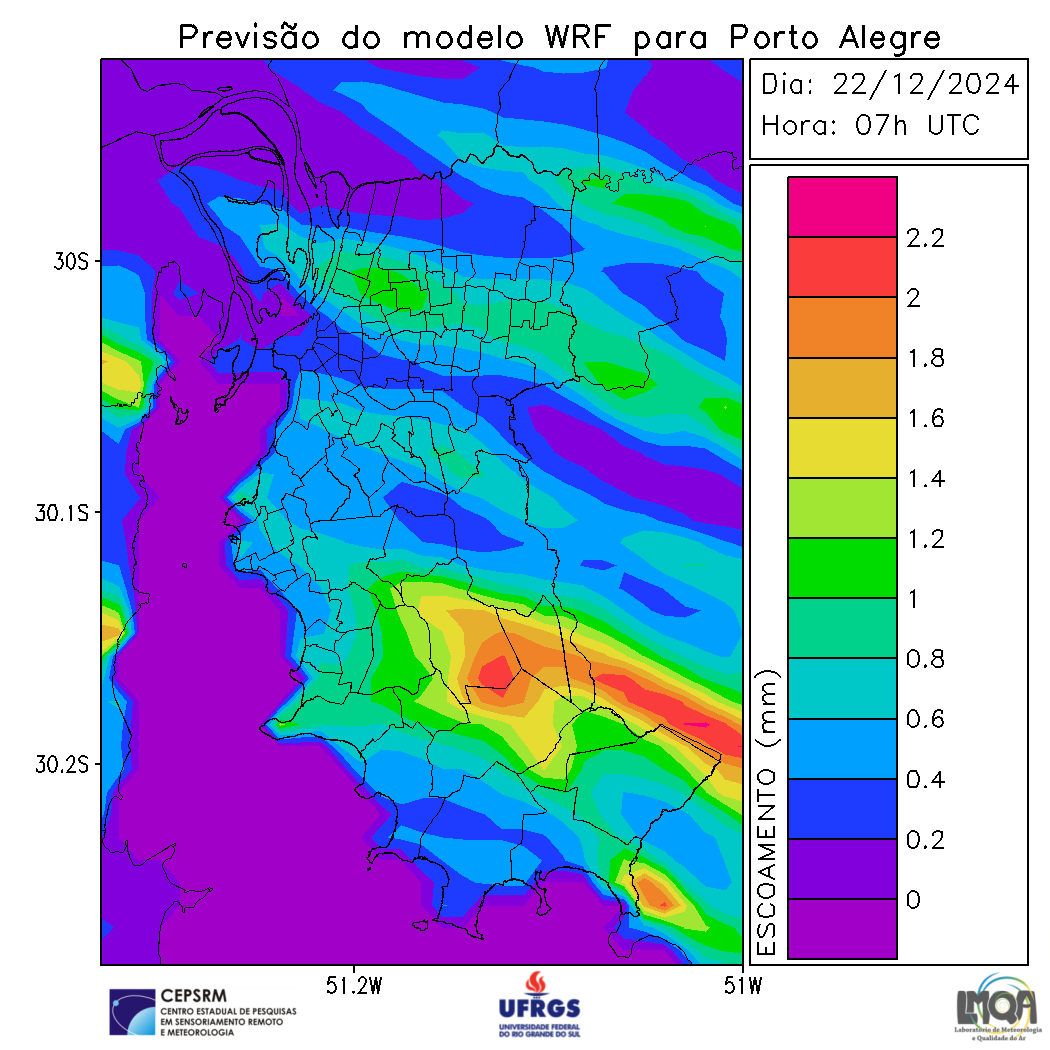 Previsão do modelo WRF para Porto Alegre
Dia: 22/12/2024
Hora: 07h UTC
30S
30.1S
30.2S
51.2W
51W
ESCOAMENTO (mm)
2.2
2
1.8
1.6
1.4
1.2
1
0.8
0.6
0.4
0.2
0
CEPSRM
CENTRO ESTADUAL DE PESQUISAS
EM SENSORIAMENTO REMOTO
E METEOROLOGIA
UFRGS
UNIVERSIDADE FEDERAL
DO RIO GRANDE DO SUL
LMQA
Laboratório de Meteorologia
e Qualidade do Ar